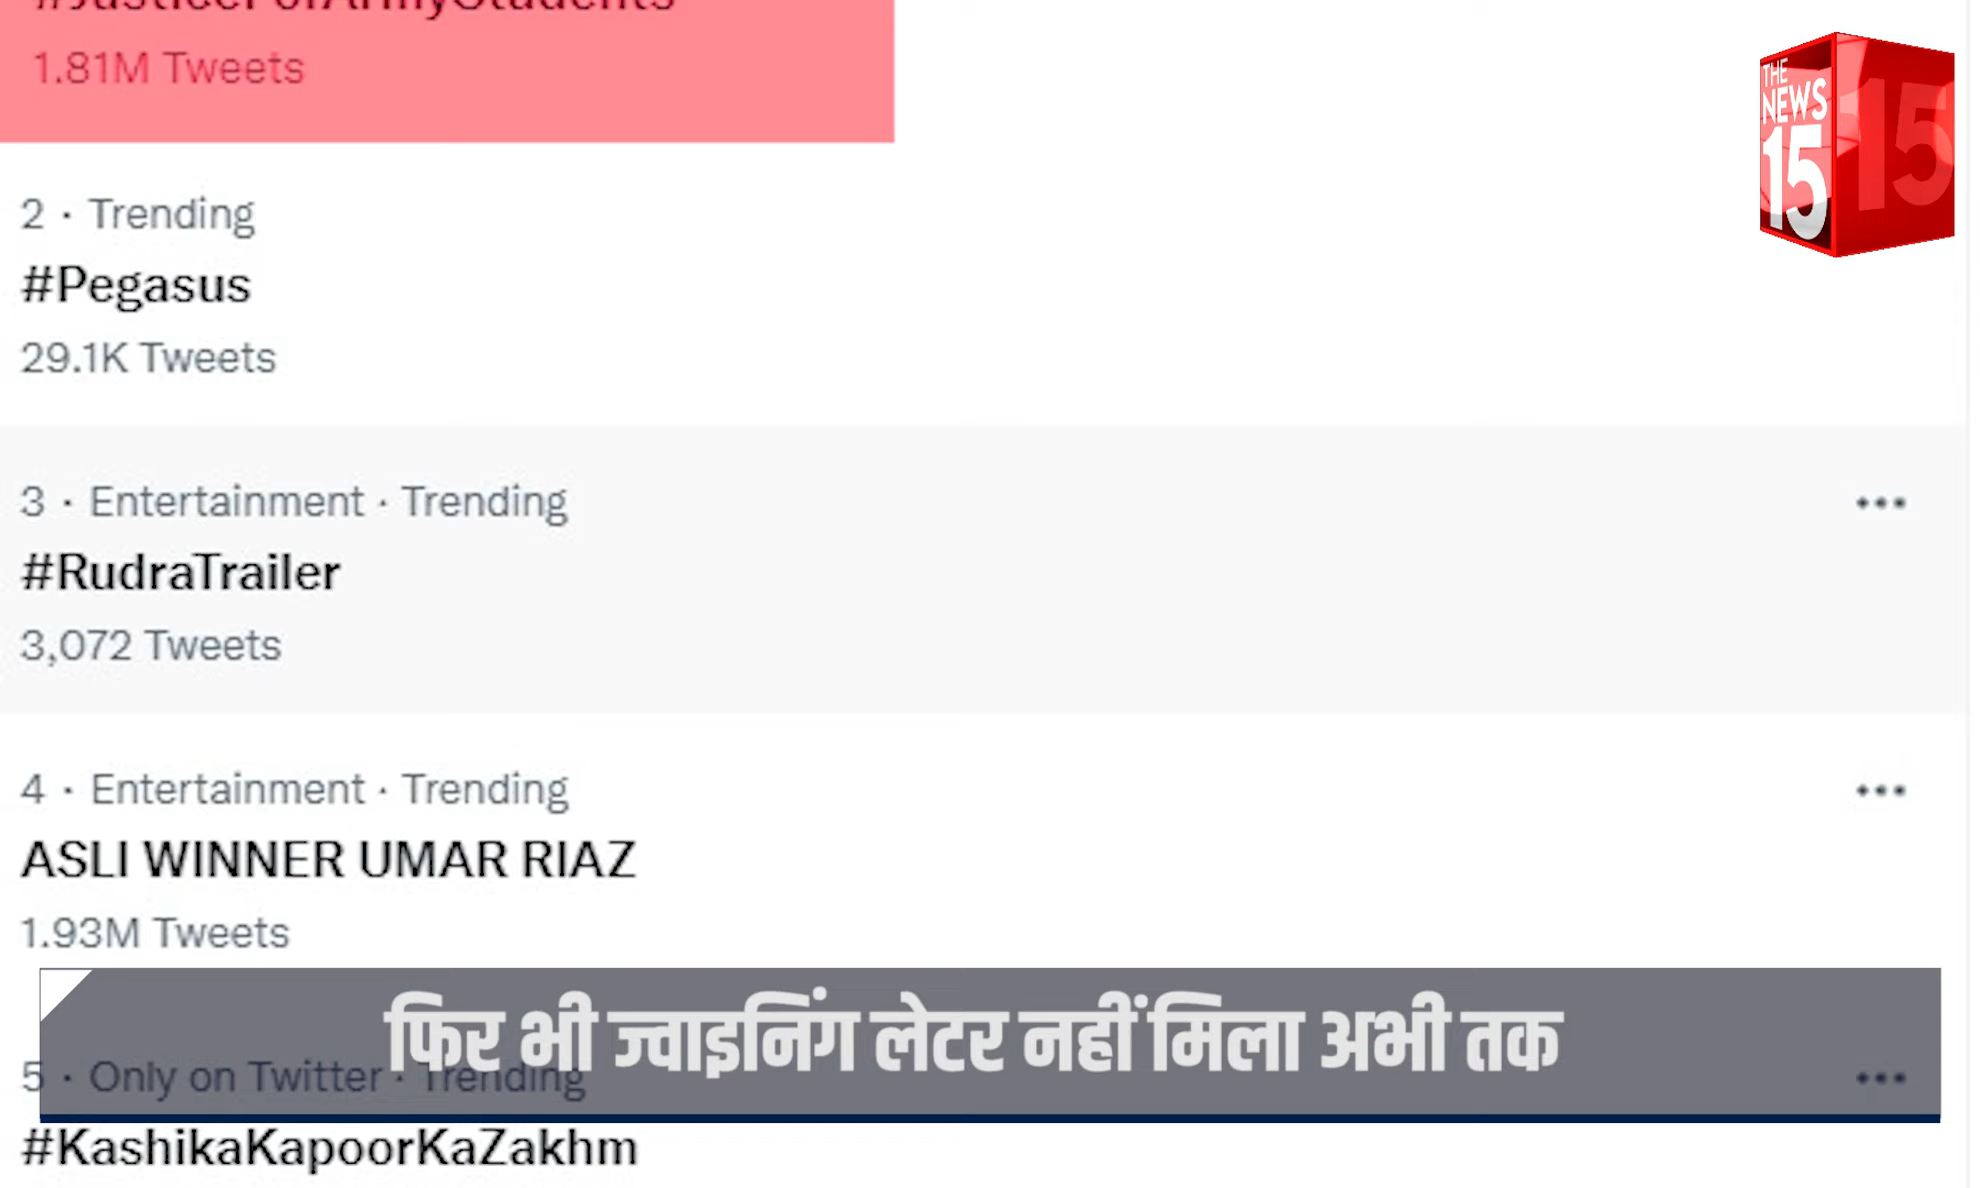 #JusticeForArmyStudents
1.81M Tweets
THE
NEWS
15
15
2 · Trending
#Pegasus
29.1K Tweets
3 · Entertainment · Trending
#RudraTrailer
3,072 Tweets
4 · Entertainment · Trending
ASLI WINNER UMAR RIAZ
1.93M Tweets
फिर भी ज्वाइनिंग लेटर नहीं मिला अभी तक
5 · Only on Twitter · Trending
#KashikaKapoorKaZakhm